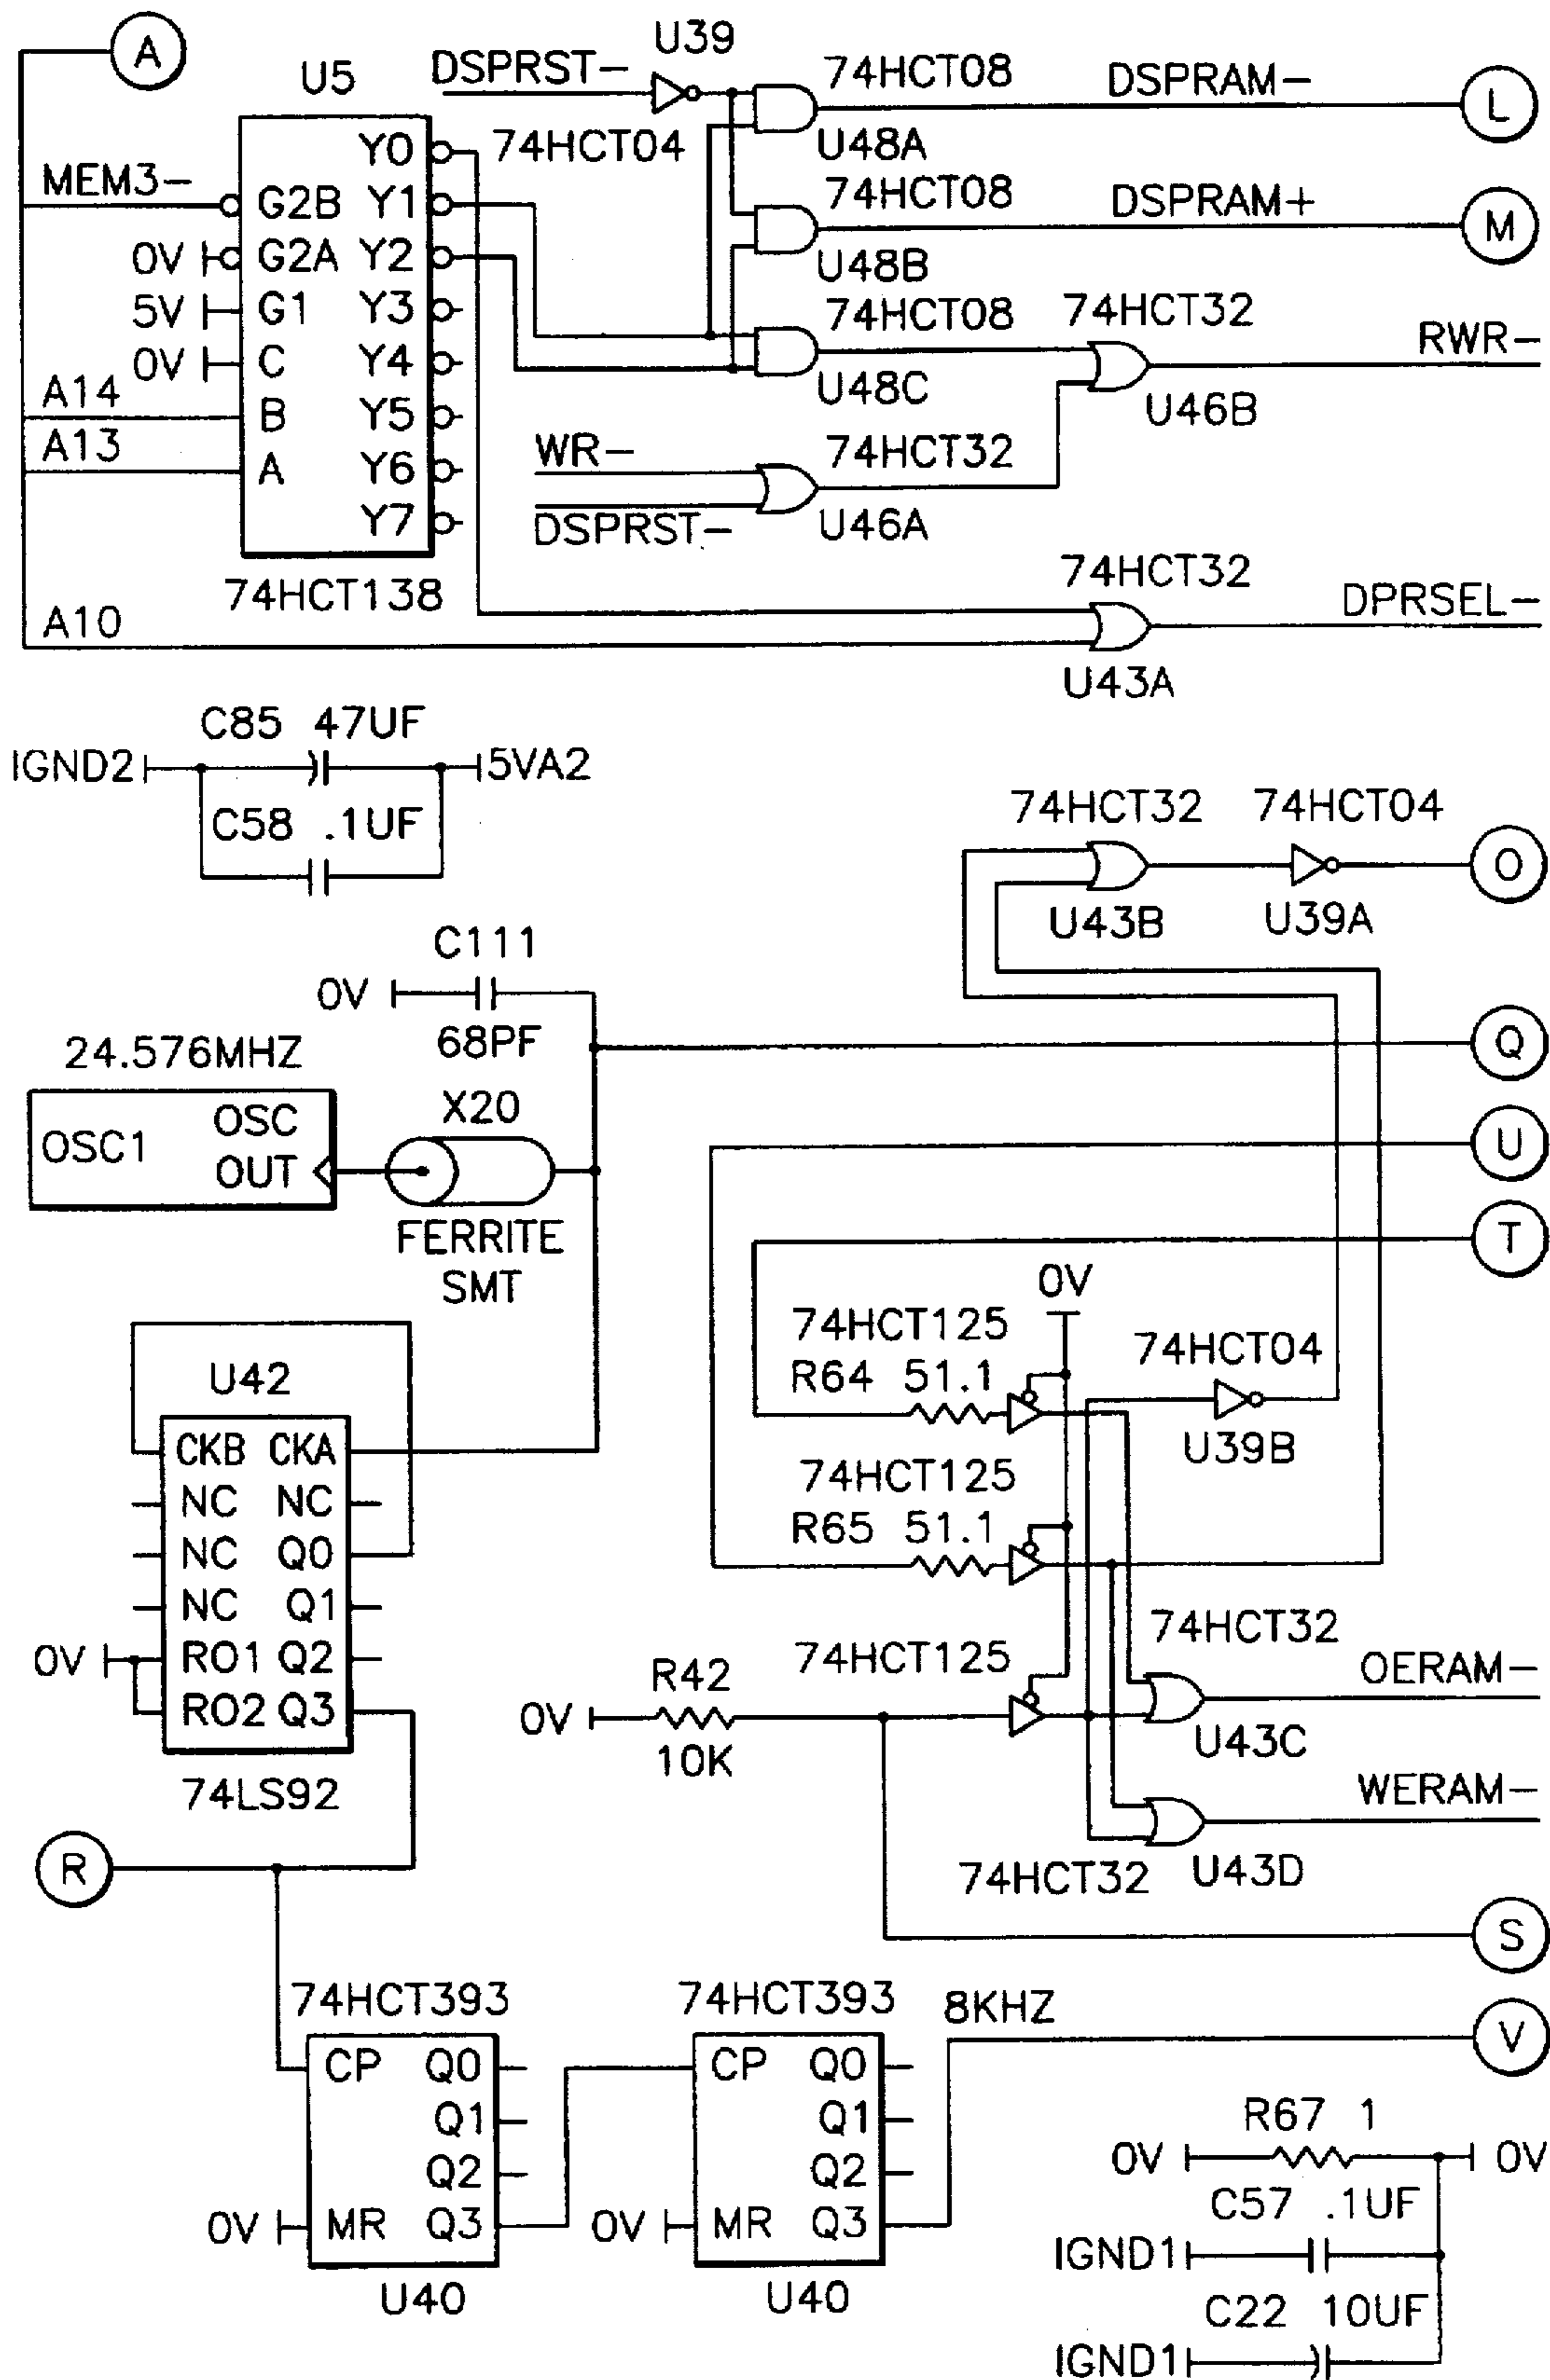 A
U5
DSPRST-
U39
74HCT04
74HCT08
U48A
DSPRAM-
L
74HCT08
U48B
DSPRAM+
M
74HCT08
U48C
74HCT32
U46B
RWR-
MEM3-
0V
5V
0V
A14
A13
G2B
G2A
G1
C
B
A
Y0
Y1
Y2
Y3
Y4
Y5
Y6
Y7
74HCT138
WR-
DSPRST-
74HCT32
U46A
A10
74HCT32
U43A
DPRSEL-
C85 47UF
IGND2
5VA2
C58 .1UF
74HCT32
U43B
74HCT04
U39A
O
C111
0V
68PF
Q
24.576MHZ
OSC1
OSC
OUT
X20
FERRITE
SMT
U
T
0V
74HCT125
R64 51.1
74HCT04
U39B
74HCT125
R65 51.1
U42
CKB CKA
NC NC
NC Q0
NC Q1
0V
RO1 Q2
RO2 Q3
74LS92
R42
0V
10K
74HCT125
74HCT32
U43C
OERAM-
WERAM-
74HCT32
U43D
R
S
74HCT393
CP Q0
Q1
Q2
0V
MR Q3
U40
74HCT393
CP Q0
Q1
Q2
0V
MR Q3
U40
8KHZ
V
R67 1
0V
0V
C57 .1UF
IGND1
C22 10UF
IGND1